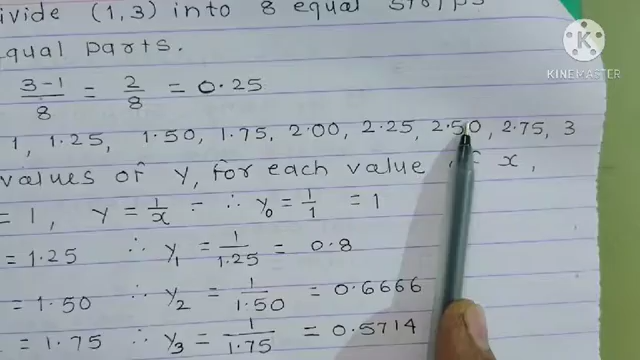 ivide (1, 3) into 8 equal strips
equal parts.
KINEMASTER
3-1/8 = 2/8 = 0.25
1, 1.25, 1.50, 1.75, 2.00, 2.25, 2.50, 2.75, 3
values of Y, for each value x,
= 1, Y = 1/x = ∴ y₀ = 1/1 = 1
= 1.25 ∴ y₁ = 1/1.25 = 0.8
= 1.50 ∴ y₂ = 1/1.50 = 0.6666
= 1.75 ∴ y₃ = 1/1.75 = 0.5714